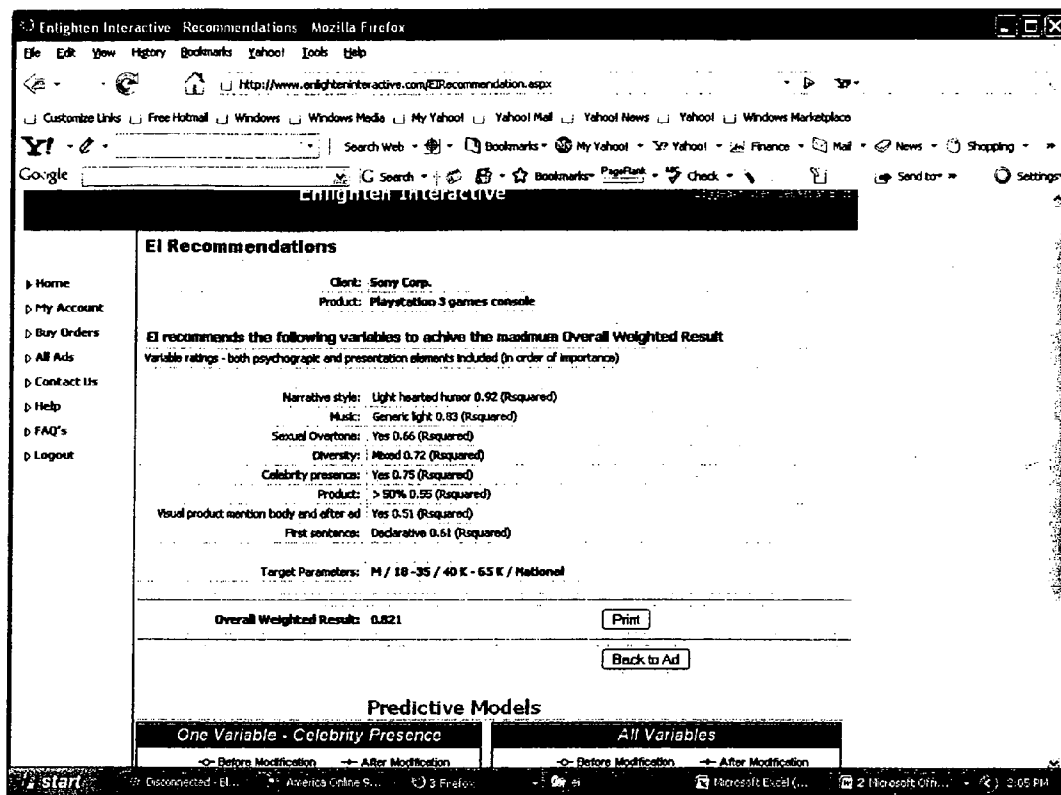 Enlighten Interactive Recommendations Mozilla Firefox
File Edit View History Bookmarks Yahoo! Tools Help
http://www.enlighteninteractive.com/EIRecommendation.aspx
Customize Links Free Hotmail Windows Windows Media My Yahoo! Yahoo! Mail Yahoo! News Yahoo! Windows Marketplace
Y! Search Web Bookmarks My Yahoo! Y? Yahoo! Finance Mail News Shopping »
Google G Search Bookmarks PageRank Check Send to » Settings
Enlighten Interactive
EI Recommendations
Home
My Account
Buy Orders
All Ads
Contact Us
Help
FAQ's
Logout
Client: Sony Corp.
Product: Playstation 3 games console
EI recommends the following variables to achive the maximum Overall Weighted Result
Variable ratings - both psychograpic and presentation elements included (in order of importance)
Narrative style: Light hearted humor 0.92 (Rsquared)
Music: Generic light 0.83 (Rsquared)
Sexual Overtone: Yes 0.66 (Rsquared)
Diversity: Mixed 0.72 (Rsquared)
Celebrity presence: Yes 0.75 (Rsquared)
Product: > 50% 0.55 (Rsquared)
Visual product mention body and after ad Yes 0.51 (Rsquared)
First sentence: Declarative 0.61 (Rsquared)
Target Parameters: M / 18 -35 / 40 K - 65 K / National
Overall Weighted Result: 0.821 Print
Back to Ad
Predictive Models
One Variable - Celebrity Presence All Variables
Before Modification After Modification Before Modification After Modification
start Disconnected - El... America Online 9... 3 Firefox ei Microsoft Excel (... 2 Microsoft Offi... 2:05 PM